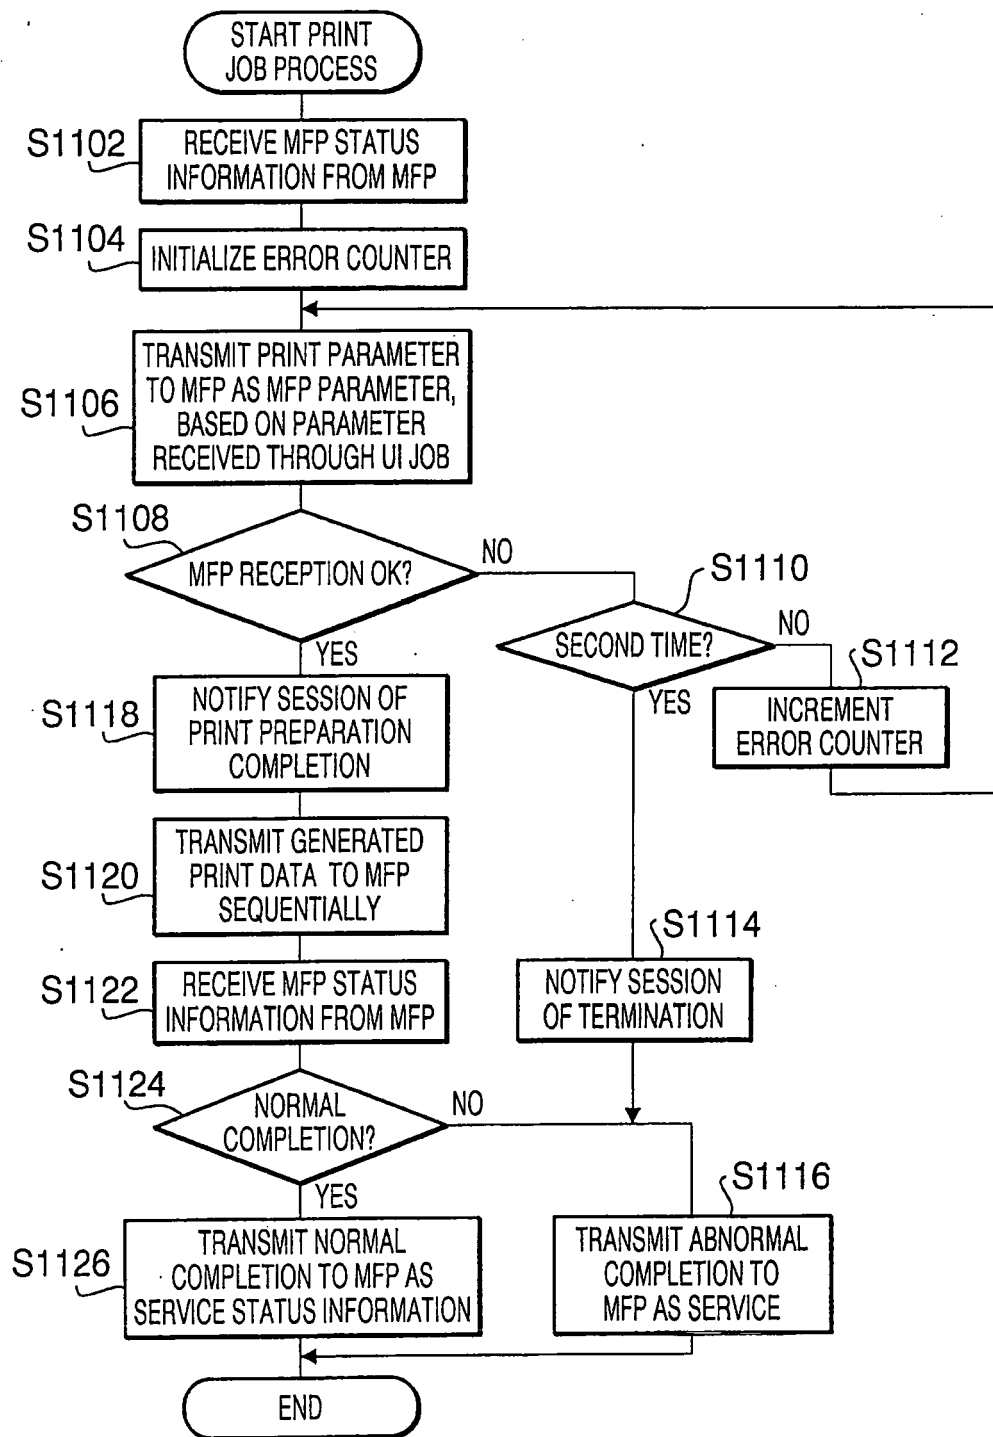 START PRINT
JOB PROCESS
S1102
RECEIVE MFP STATUS
INFORMATION FROM MFP
S1104
INITIALIZE ERROR COUNTER
S1106
TRANSMIT PRINT PARAMETER
TO MFP AS MFP PARAMETER,
BASED ON PARAMETER
RECEIVED THROUGH UI JOB
S1108
MFP RECEPTION OK?
NO
YES
S1110
SECOND TIME?
NO
YES
S1112
INCREMENT
ERROR COUNTER
S1118
NOTIFY SESSION OF
PRINT PREPARATION
COMPLETION
S1120
TRANSMIT GENERATED
PRINT DATA TO MFP
SEQUENTIALLY
S1114
NOTIFY SESSION
OF TERMINATION
S1122
RECEIVE MFP STATUS
INFORMATION FROM MFP
S1124
NORMAL
COMPLETION?
NO
YES
S1116
TRANSMIT ABNORMAL
COMPLETION TO
MFP AS SERVICE
S1126
TRANSMIT NORMAL
COMPLETION TO MFP AS
SERVICE STATUS INFORMATION
END